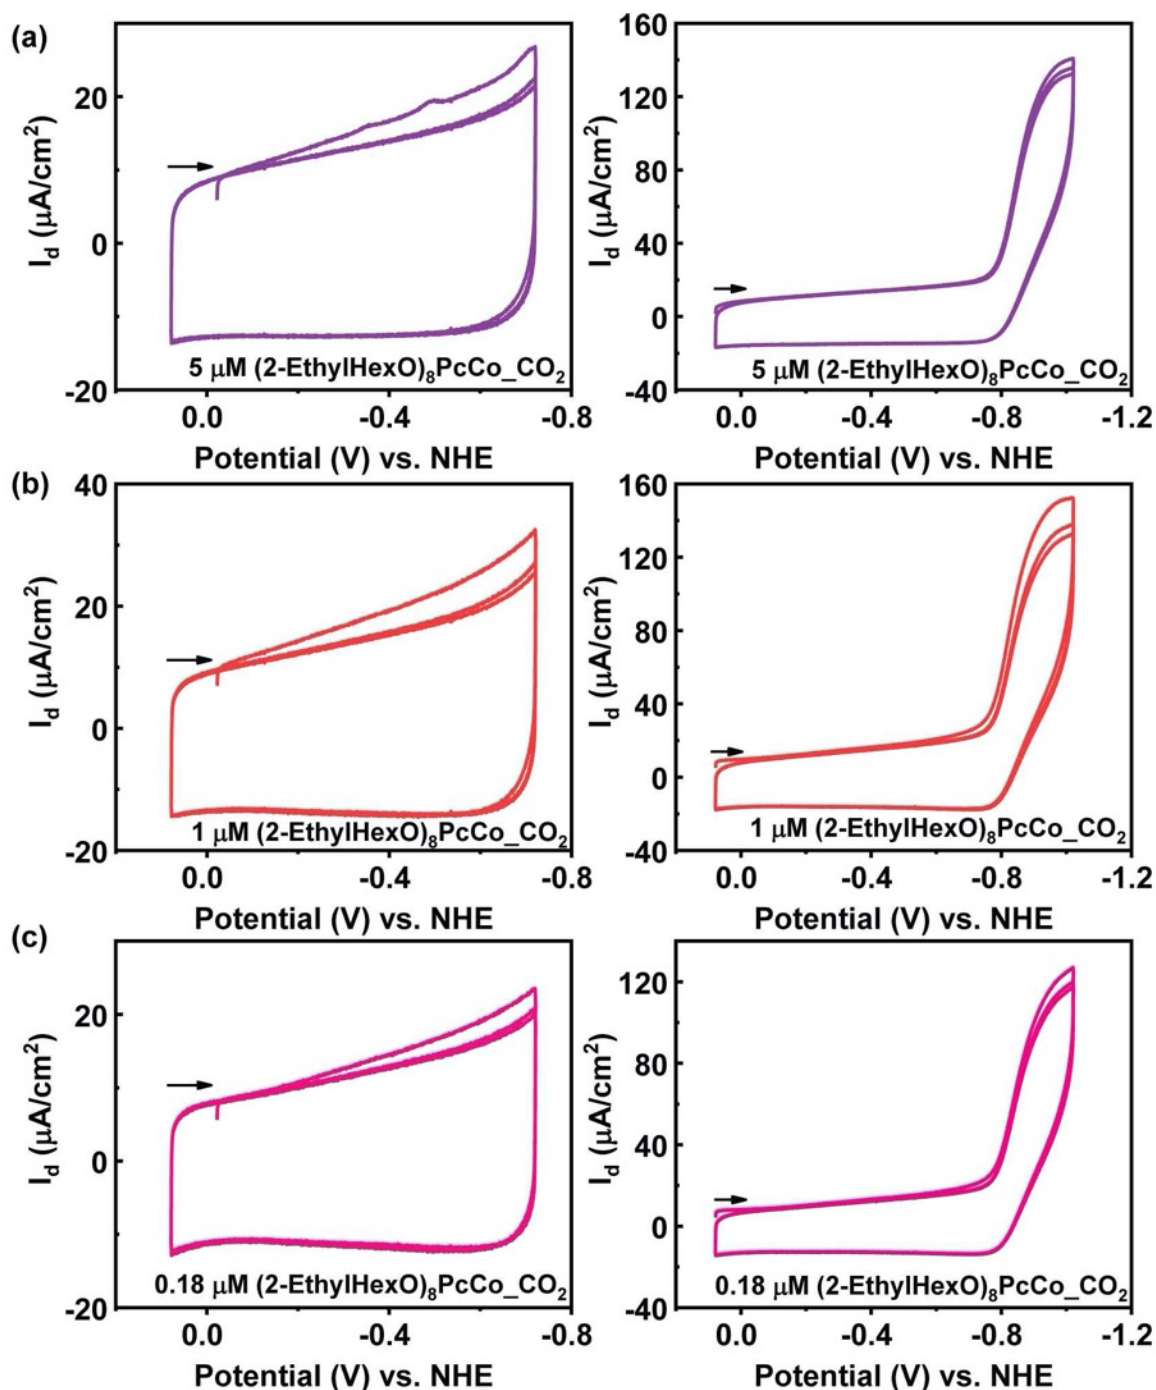 (a)
20
0
-20
I_d (μA/cm²)
5 μM (2-EthylHexO)₈PcCo_CO₂
0.0 -0.4 -0.8
Potential (V) vs. NHE
160
120
80
40
0
-40
I_d (μA/cm²)
5 μM (2-EthylHexO)₈PcCo_CO₂
0.0 -0.4 -0.8 -1.2
Potential (V) vs. NHE
(b)
40
20
0
-20
I_d (μA/cm²)
1 μM (2-EthylHexO)₈PcCo_CO₂
0.0 -0.4 -0.8
Potential (V) vs. NHE
160
120
80
40
0
-40
I_d (μA/cm²)
1 μM (2-EthylHexO)₈PcCo_CO₂
0.0 -0.4 -0.8 -1.2
Potential (V) vs. NHE
(c)
20
0
-20
I_d (μA/cm²)
0.18 μM (2-EthylHexO)₈PcCo_CO₂
0.0 -0.4 -0.8
Potential (V) vs. NHE
120
80
40
0
-40
I_d (μA/cm²)
0.18 μM (2-EthylHexO)₈PcCo_CO₂
0.0 -0.4 -0.8 -1.2
Potential (V) vs. NHE